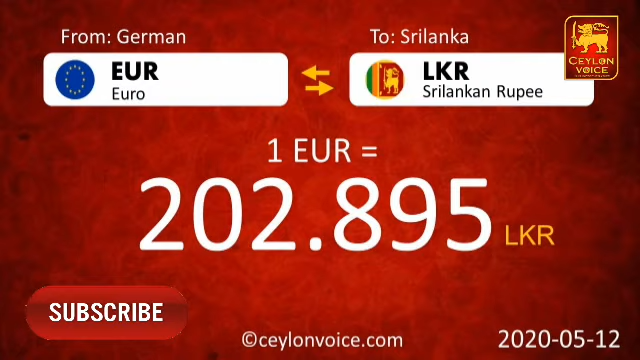 From: German
To: Srilanka
EUR
Euro
LKR
Srilankan Rupee
CEYLON
VOICE
1 EUR =
202.895 LKR
SUBSCRIBE
©ceylonvoice.com
2020-05-12